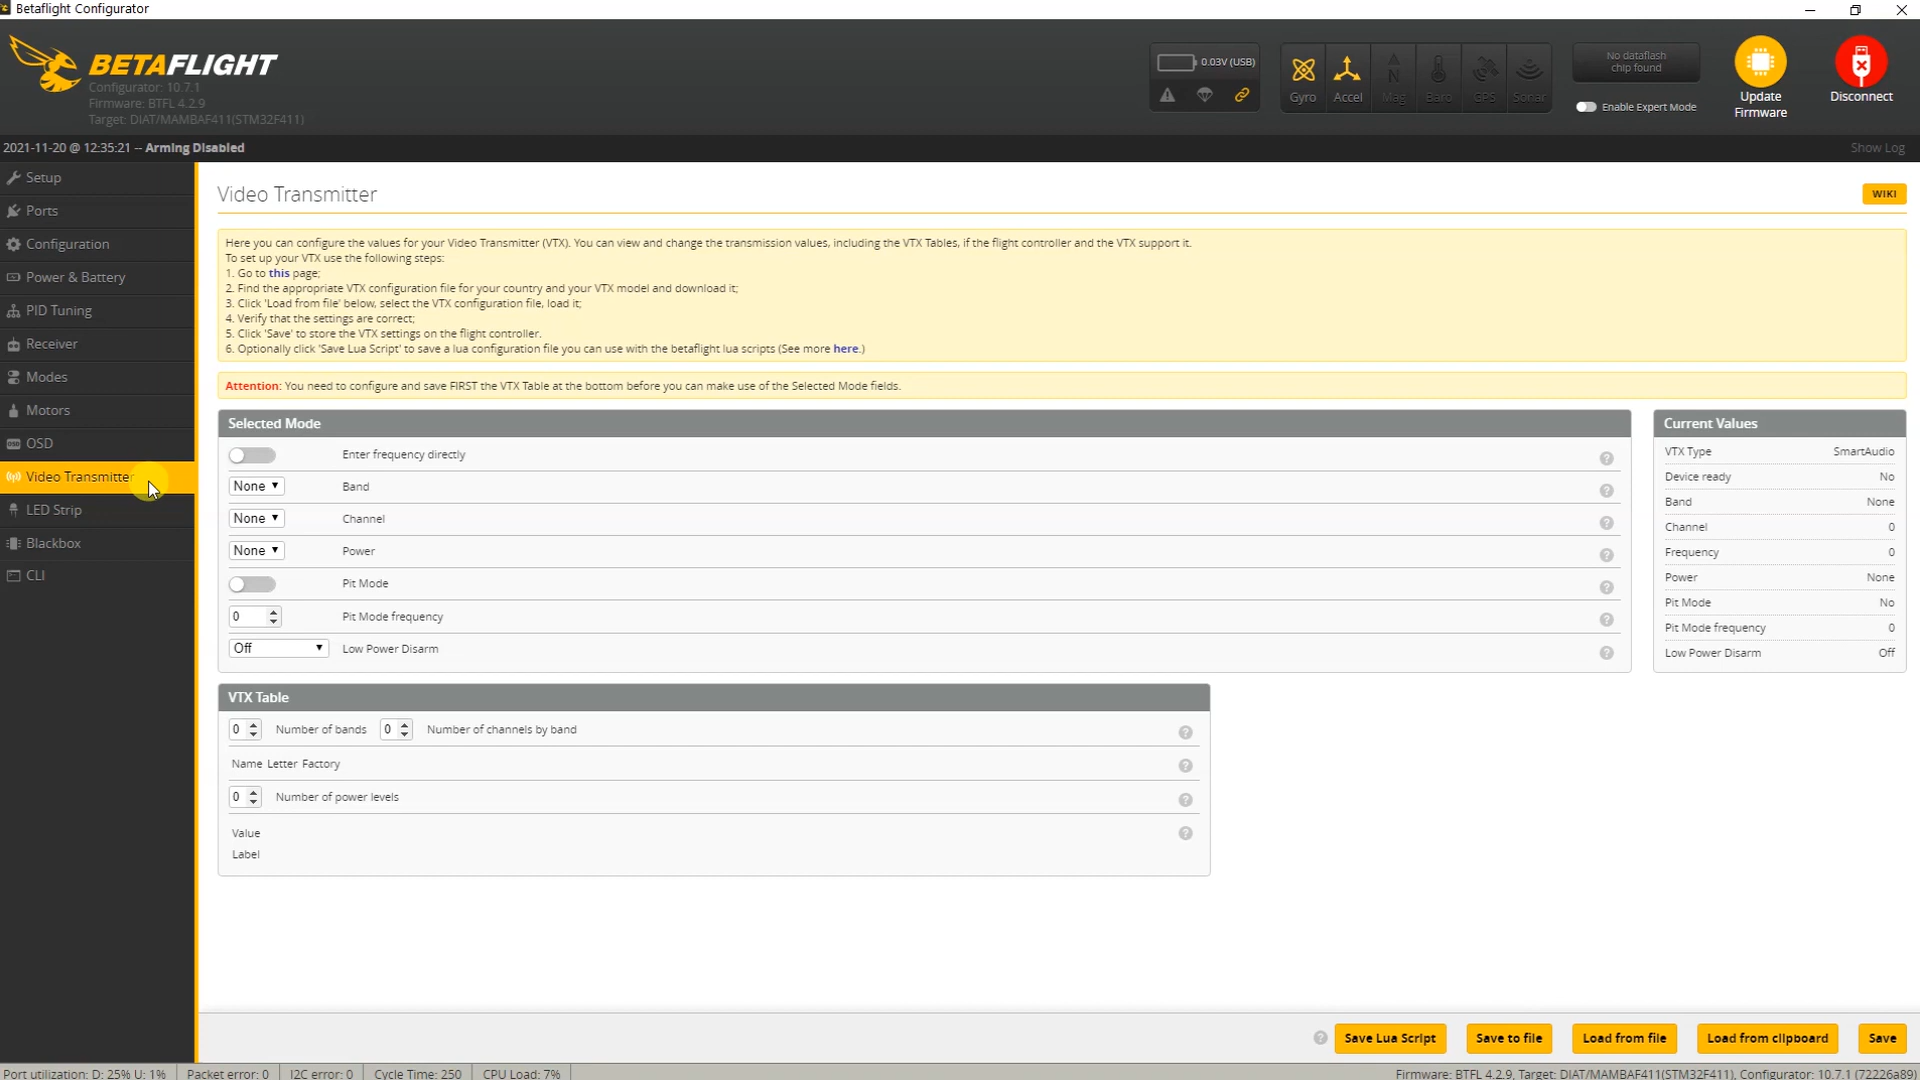 Betaflight Configurator
BETAFLIGHT
Configurator: 10.7.1
Firmware: BTFL 4.2.9
Target: DIAT/MAMBAF411(STM32F411)
0.03V (USB)
Gyro
Accel
Mag
Baro
GPS
Sonar
No dataflash
chip found
Enable Expert Mode
Update
Firmware
Disconnect
2021-11-20 @ 12:35:21 -- Arming Disabled
Show Log
Setup
Ports
Configuration
Power & Battery
PID Tuning
Receiver
Modes
Motors
OSD
Video Transmitter
LED Strip
Blackbox
CLI
Video Transmitter
WIKI
Here you can configure the values for your Video Transmitter (VTX). You can view and change the transmission values, including the VTX Tables, if the flight controller and the VTX support it.
To set up your VTX use the following steps:
1. Go to this page;
2. Find the appropriate VTX configuration file for your country and your VTX model and download it;
3. Click 'Load from file' below, select the VTX configuration file, load it;
4. Verify that the settings are correct;
5. Click 'Save' to store the VTX settings on the flight controller.
6. Optionally click 'Save Lua Script' to save a lua configuration file you can use with the betaflight lua scripts (See more here.)
Attention: You need to configure and save FIRST the VTX Table at the bottom before you can make use of the Selected Mode fields.
Selected Mode
Enter frequency directly
None Band
None Channel
None Power
Pit Mode
0 Pit Mode frequency
Off Low Power Disarm
Current Values
VTX Type SmartAudio
Device ready No
Band None
Channel 0
Frequency 0
Power None
Pit Mode No
Pit Mode frequency 0
Low Power Disarm Off
VTX Table
0 Number of bands 0 Number of channels by band
Name Letter Factory
0 Number of power levels
Value
Label
Save Lua Script
Save to file
Load from file
Load from clipboard
Save
Port utilization: D: 25% U: 1% Packet error: 0 I2C error: 0 Cycle Time: 250 CPU Load: 7%
Firmware: BTFL 4.2.9, Target: DIAT/MAMBAF411(STM32F411), Configurator: 10.7.1 (72226a89)